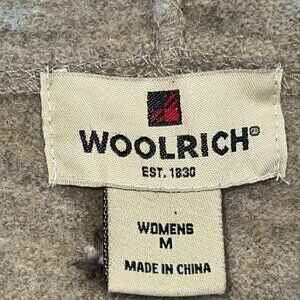 WOOLRICH®
EST. 1830
WOMENS
M
MADE IN CHINA